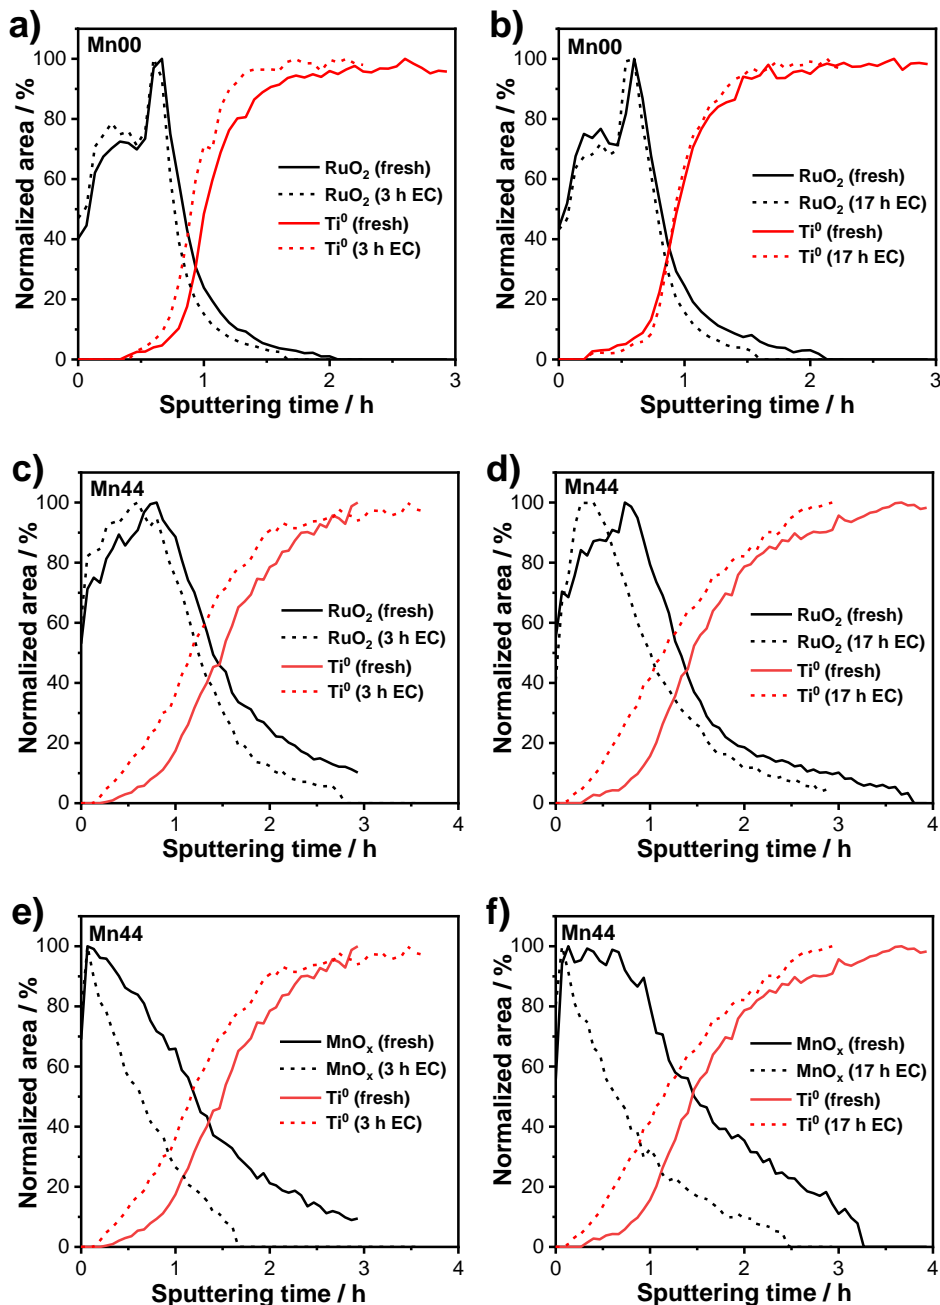 a)
Mn00
Normalized area / %
100
80
60
40
20
0
RuO₂ (fresh)
RuO₂ (3 h EC)
Ti⁰ (fresh)
Ti⁰ (3 h EC)
0 1 2 3
Sputtering time / h
b)
Mn00
Normalized area / %
100
80
60
40
20
0
RuO₂ (fresh)
RuO₂ (17 h EC)
Ti⁰ (fresh)
Ti⁰ (17 h EC)
0 1 2 3
Sputtering time / h
c)
Mn44
Normalized area / %
100
80
60
40
20
0
RuO₂ (fresh)
RuO₂ (3 h EC)
Ti⁰ (fresh)
Ti⁰ (3 h EC)
0 1 2 3 4
Sputtering time / h
d)
Mn44
Normalized area / %
100
80
60
40
20
0
RuO₂ (fresh)
RuO₂ (17 h EC)
Ti⁰ (fresh)
Ti⁰ (17 h EC)
0 1 2 3 4
Sputtering time / h
e)
Mn44
Normalized area / %
100
80
60
40
20
0
MnOₓ (fresh)
MnOₓ (3 h EC)
Ti⁰ (fresh)
Ti⁰ (3 h EC)
0 1 2 3 4
Sputtering time / h
f)
Mn44
Normalized area / %
100
80
60
40
20
0
MnOₓ (fresh)
MnOₓ (17 h EC)
Ti⁰ (fresh)
Ti⁰ (17 h EC)
0 1 2 3 4
Sputtering time / h